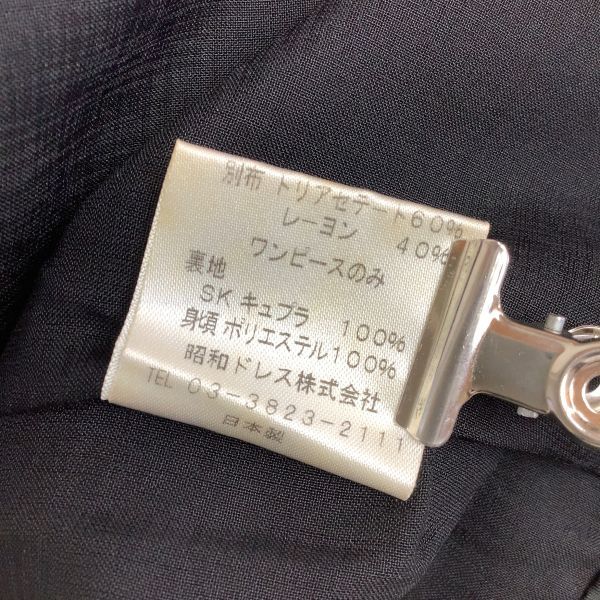 別布 トリアセテート60%
レーヨン 40%
ワンピースのみ
裏地
SK キュプラ 100%
身頃 ポリエステル100%
昭和ドレス株式会社
TEL 03-3823-2111
日本製